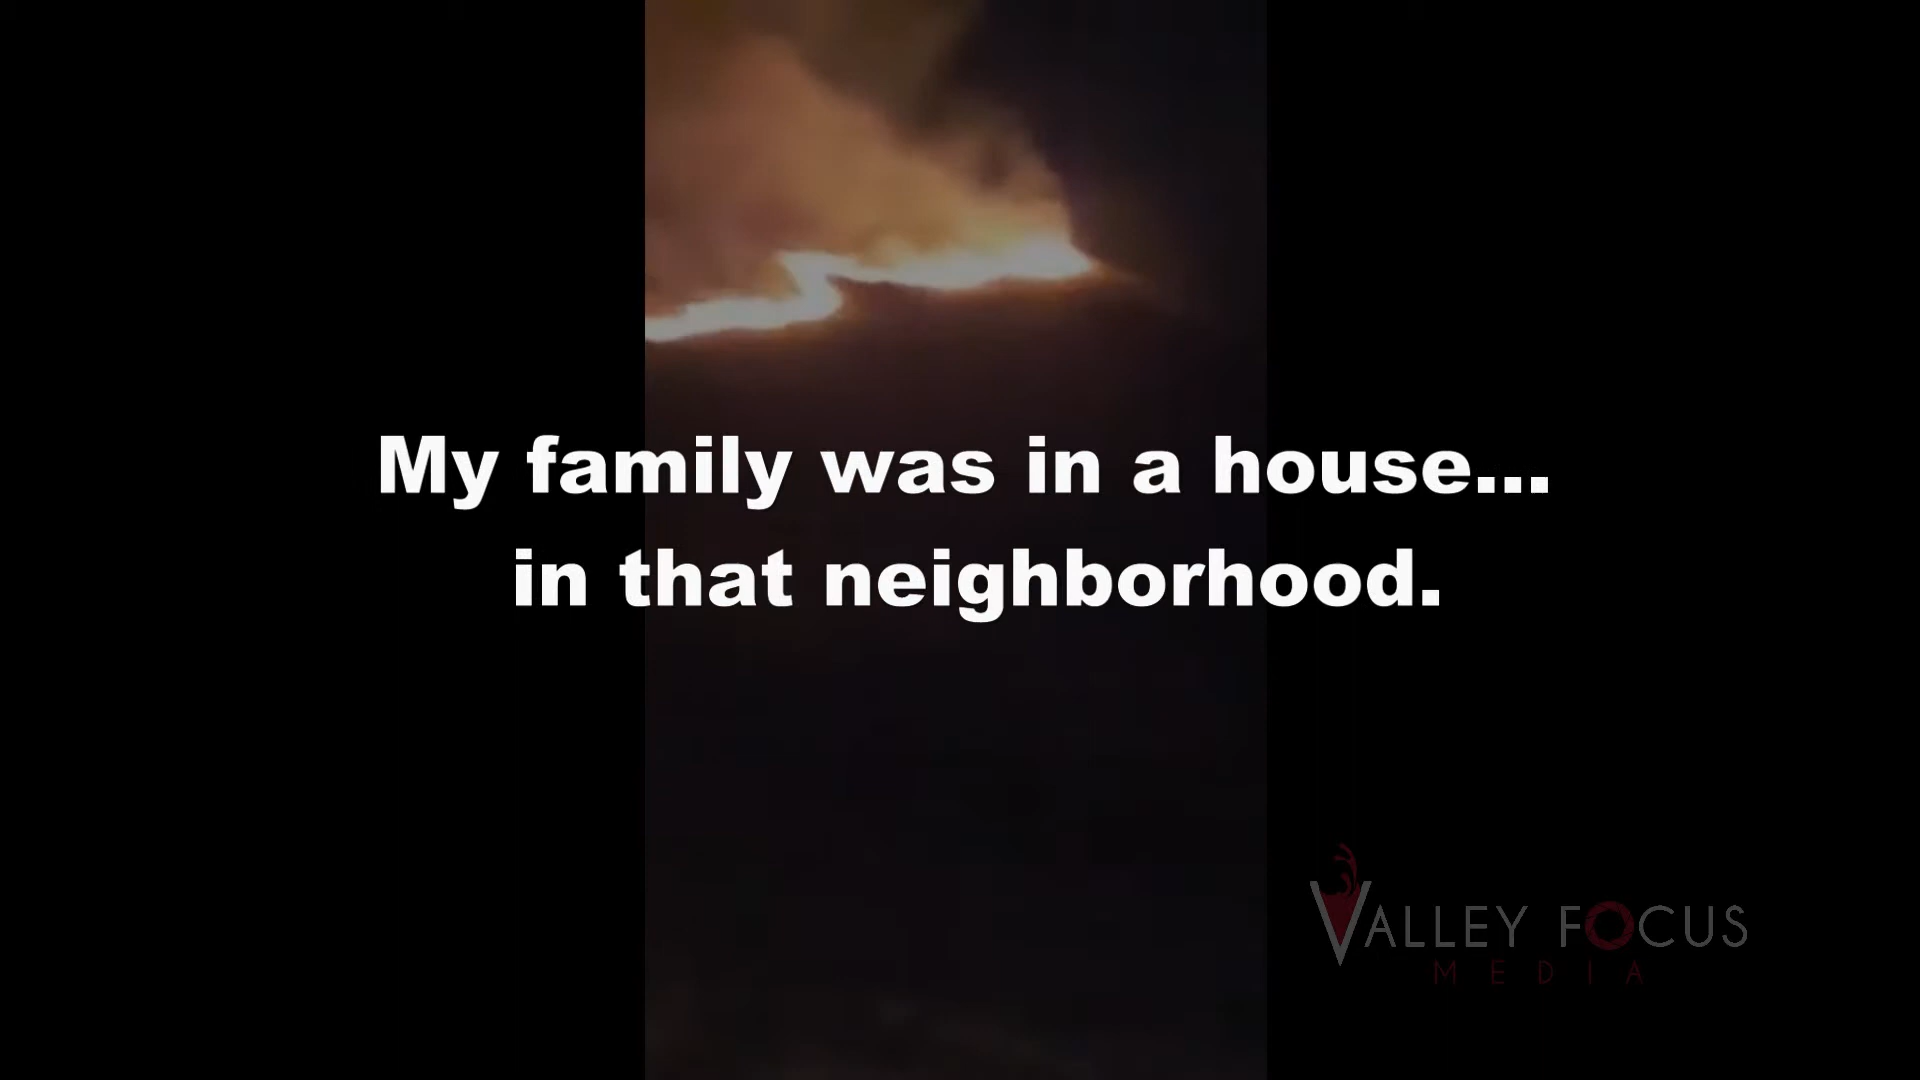 My family was in a house...
in that neighborhood.
VALLEY FOCUS
MEDIA